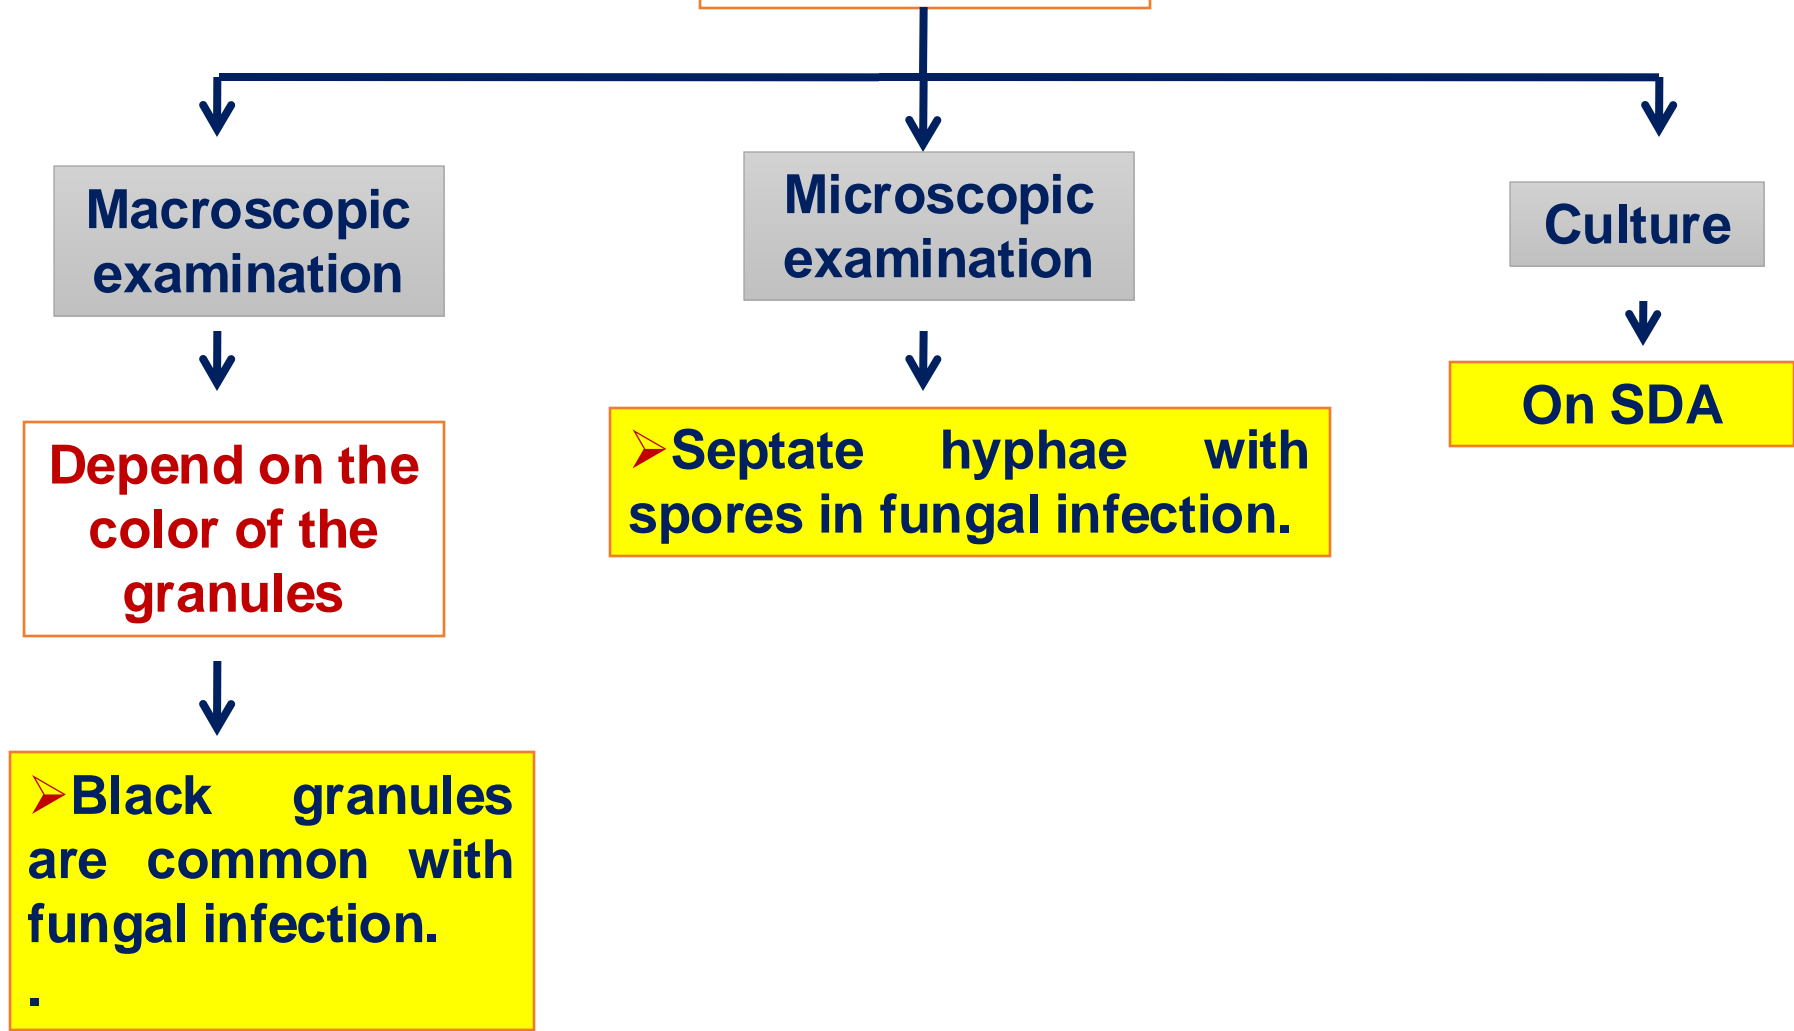 Macroscopic
examination
Microscopic
examination
Culture
Depend on the
color of the
granules
➢Septate hyphae with
spores in fungal infection.
On SDA
➢Black granules
are common with
fungal infection.
.